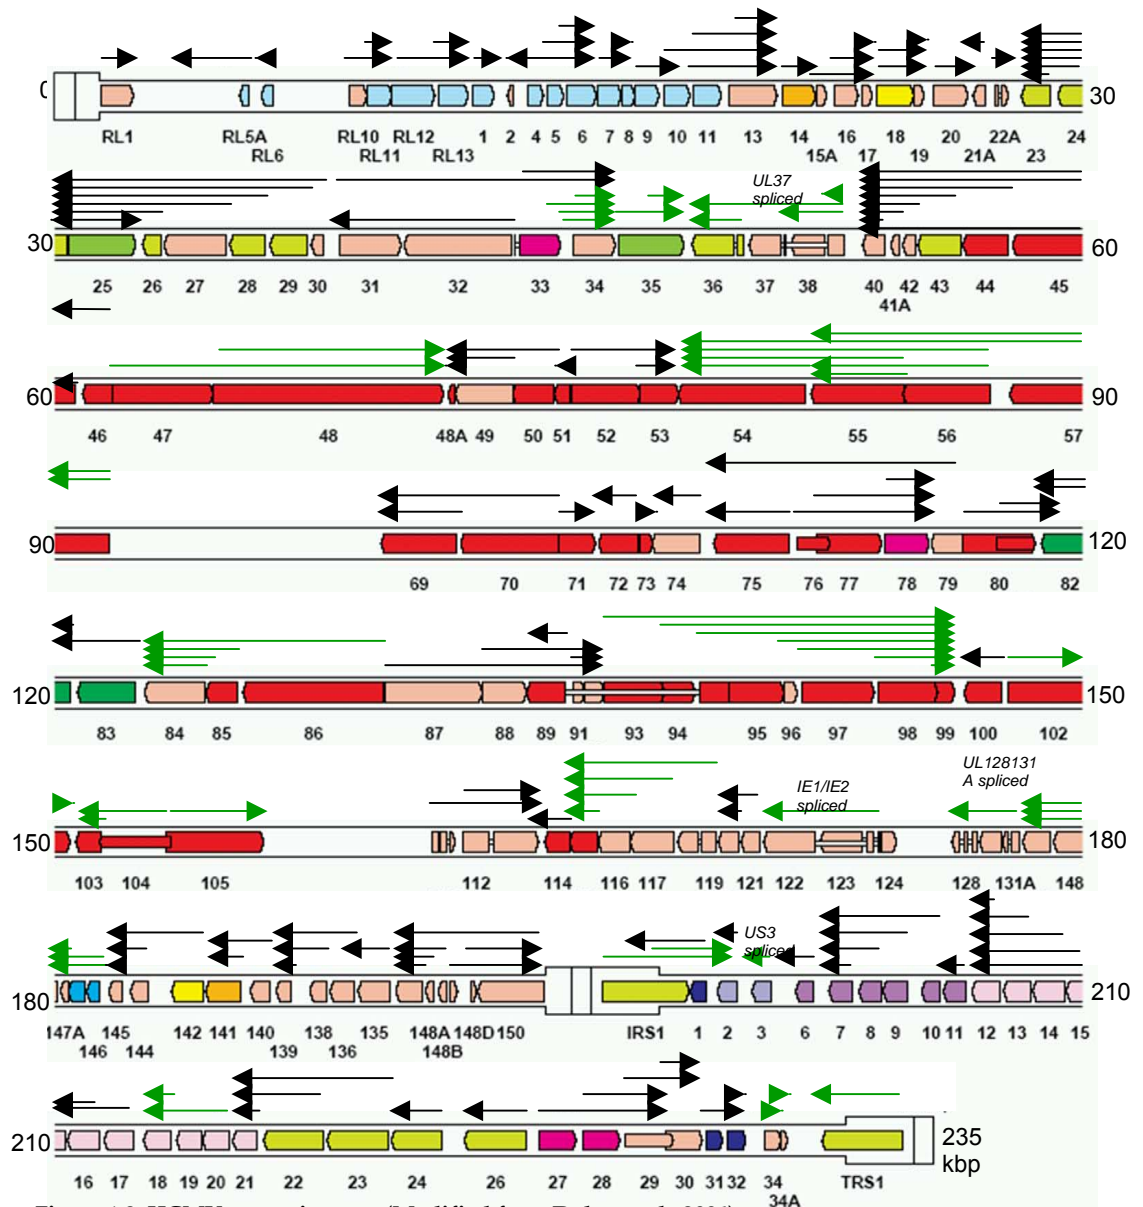 0 30
RL1 RL5A RL10 RL12 1 2 4 5 6 7 8 9 10 11 13 14 16 18 20 22A 24
RL6 RL11 RL13 15A 17 19 21A 23
UL37
spliced
30 60
25 26 27 28 29 30 31 32 33 34 35 36 37 38 40 42 43 44 45
41A
60 90
46 47 48 48A 49 50 51 52 53 54 55 56 57
90 120
69 70 71 72 73 74 75 76 77 78 79 80 82
120 150
83 84 85 86 87 88 89 91 93 94 95 96 97 98 99 100 102
IE1/IE2
spliced
UL128131
A spliced
150 180
103 104 105 112 114 116 117 119 121 122 123 124 128 131A 148
US3
spliced
180 210
147A 145 142 141 140 138 135 148A 148D 150 IRS1 1 2 3 6 7 8 9 10 11 12 13 14 15
146 144 139 136 148B
210 235
kbp
16 17 18 19 20 21 22 23 24 26 27 28 29 30 31 32 34 TRS1
34A